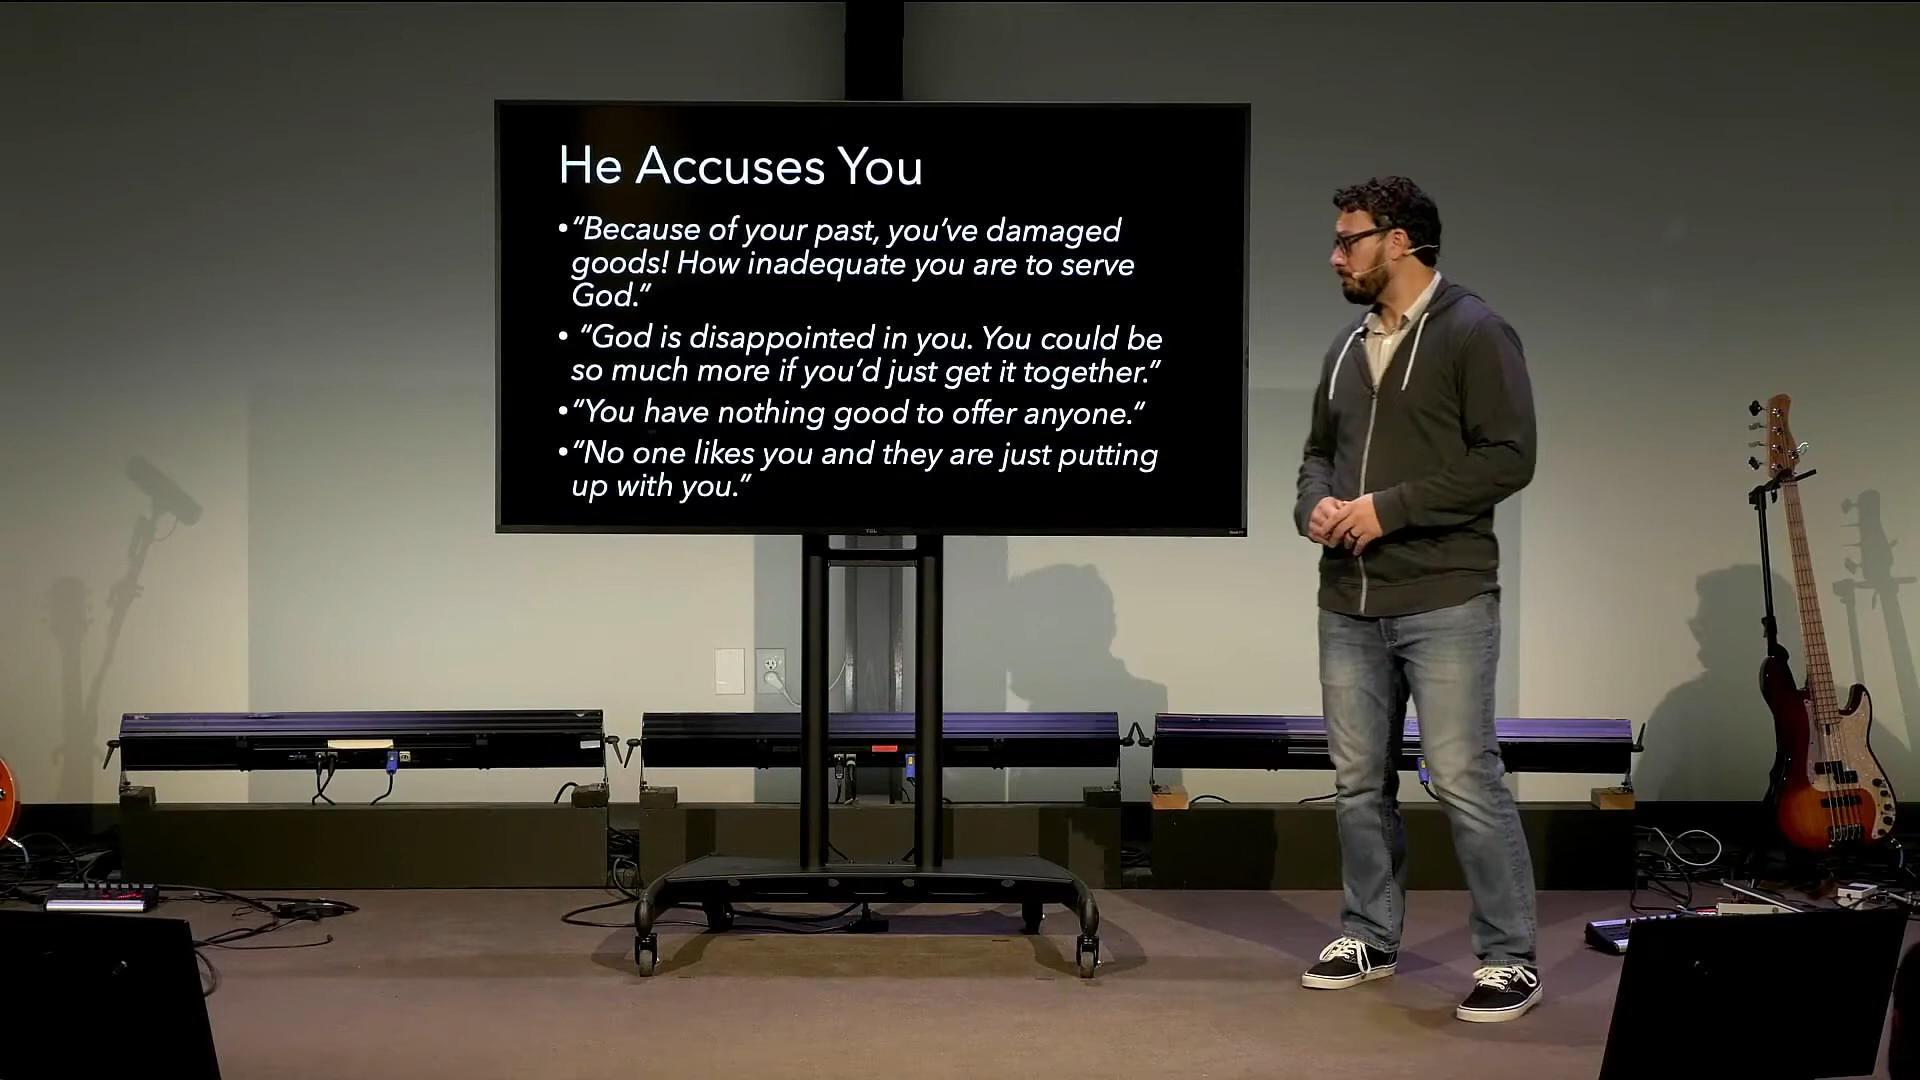 He Accuses You
•“Because of your past, you’ve damaged
goods! How inadequate you are to serve
God.”
• “God is disappointed in you. You could be
so much more if you’d just get it together.”
•“You have nothing good to offer anyone.“
•“No one likes you and they are just putting
up with you.”
TCL